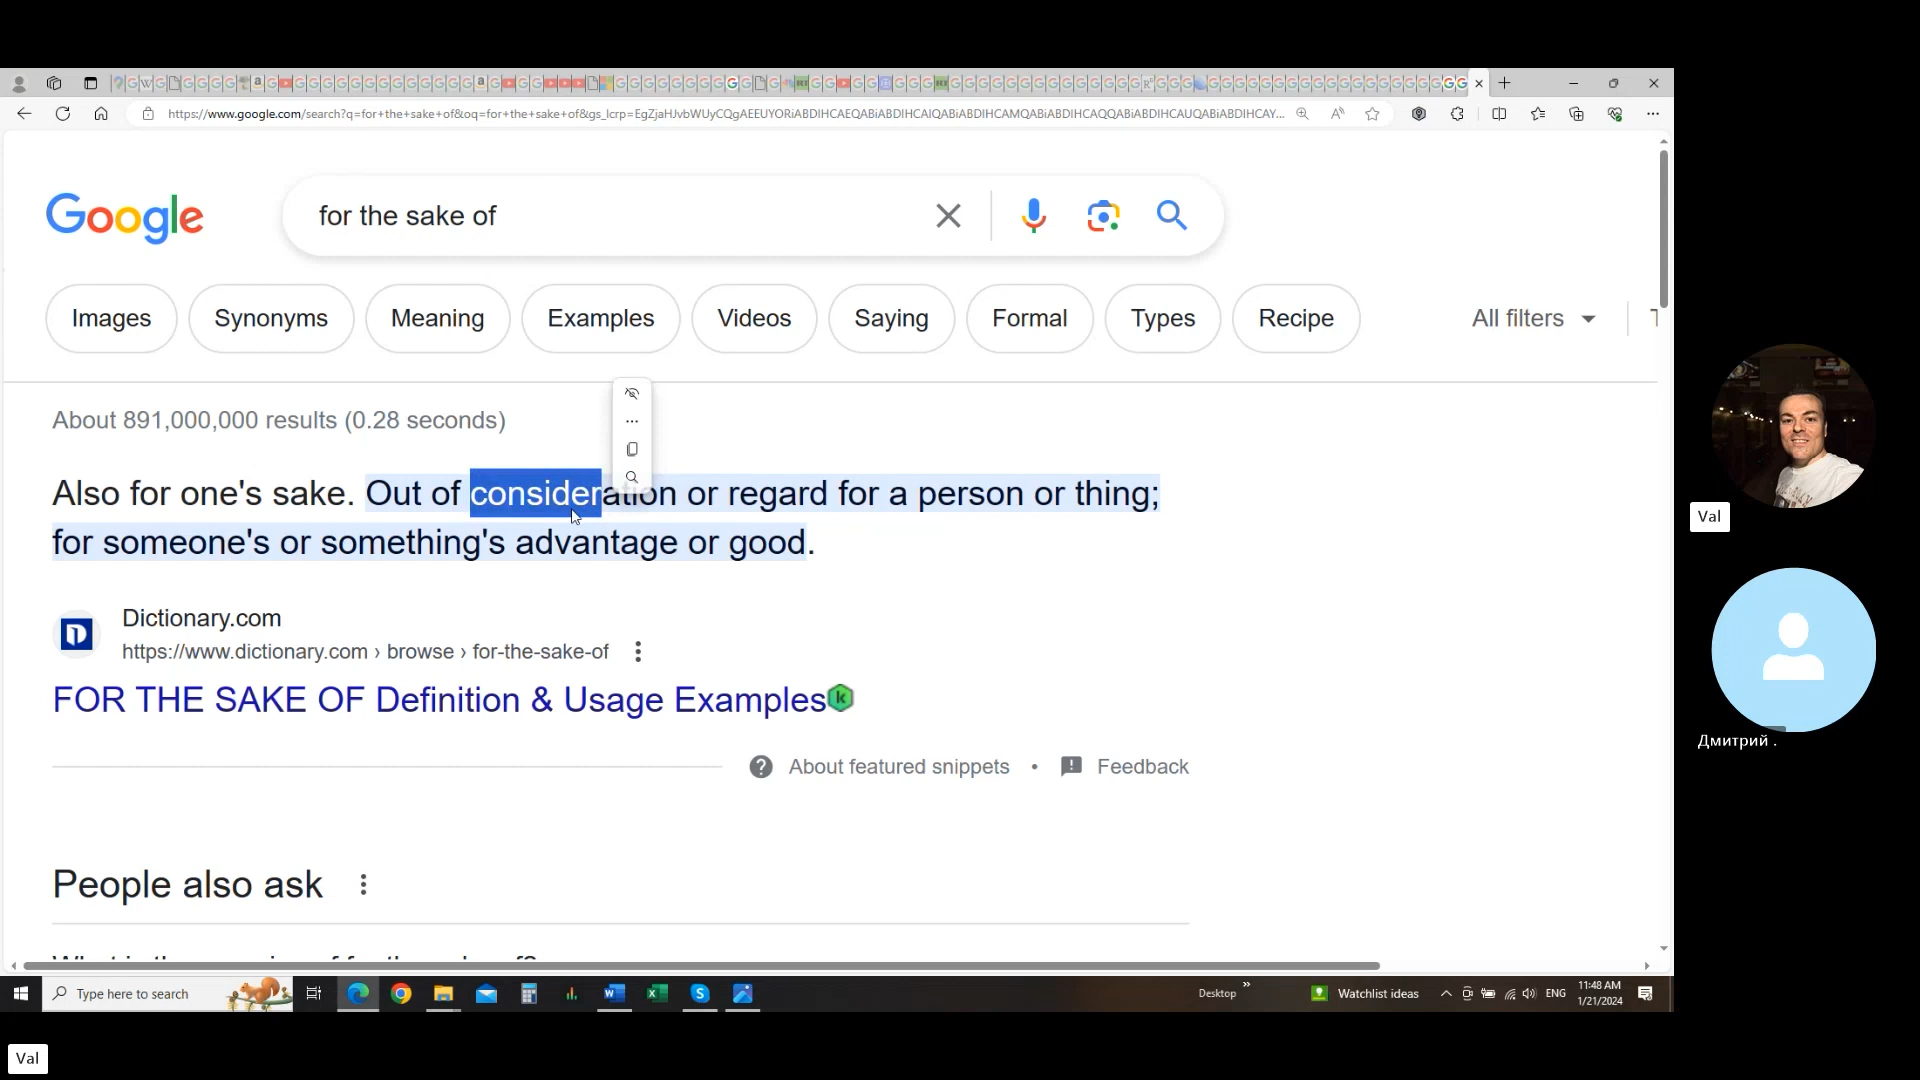 https://www.google.com/search?q=for+the+sake+of&oq=for+the+sake+of&gs_lcrp=EgZjaHJvbWUyCQgAEEUYORiABDIHCAEQABiABDIHCAIQABiABDIHCAMQABiABDIHCAQQABiABDIHCAUQABiABDIHCAY...
Google
for the sake of
Images
Synonyms
Meaning
Examples
Videos
Saying
Formal
Types
Recipe
All filters
About 891,000,000 results (0.28 seconds)
Also for one's sake. Out of consideration or regard for a person or thing;
for someone's or something's advantage or good.
Val
Dictionary.com
https://www.dictionary.com › browse › for-the-sake-of
FOR THE SAKE OF Definition & Usage Examples
Дмитрий .
About featured snippets • Feedback
People also ask
Type here to search
Desktop
Watchlist ideas
ENG
11:48 AM
1/21/2024
Val